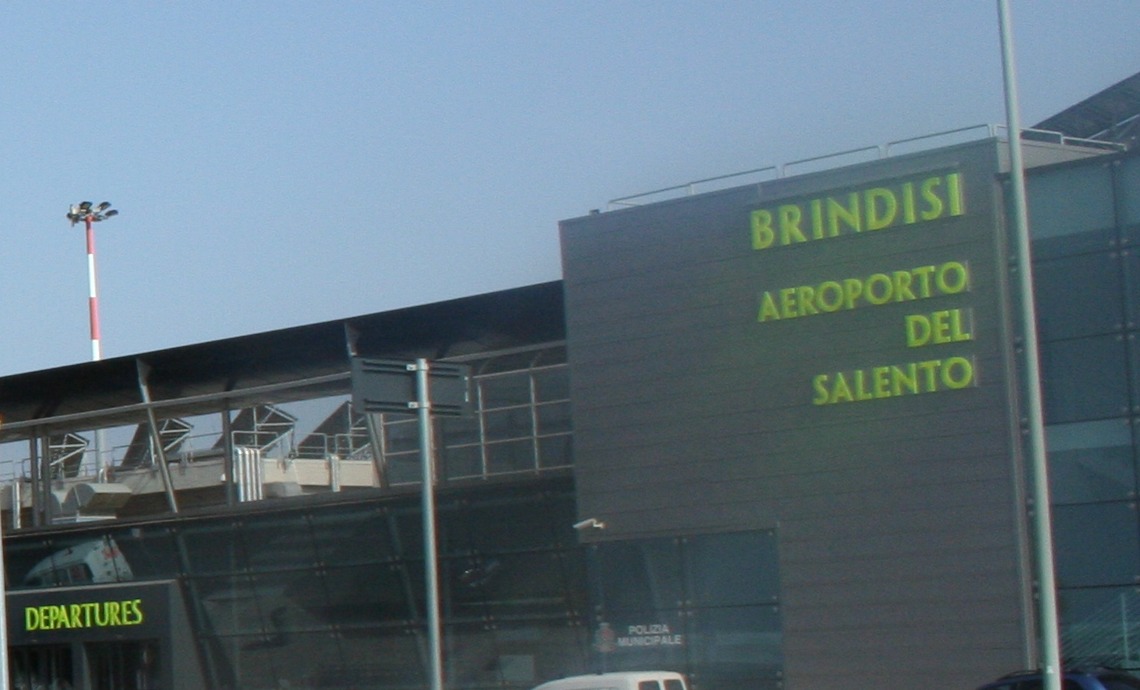 BRINDISI
AEROPORTO
DEL
SALENTO
DEPARTURES
POLIZIA
MUNICIPALE